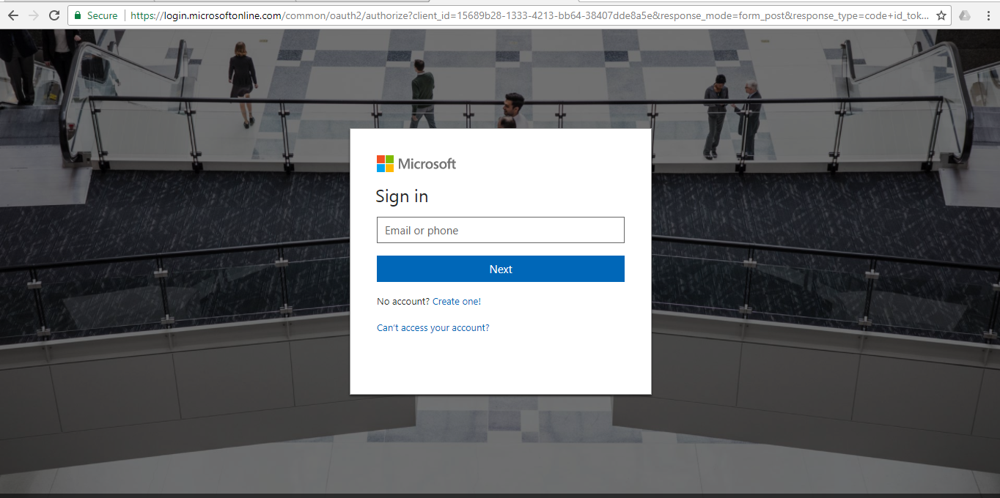 Secure https://login.microsoftonline.com/common/oauth2/authorize?client_id=15689b28-1333-4213-bb64-38407dde8a5e&response_mode=form_post&response_type=code+id_tok...
Microsoft
Sign in
Email or phone
Next
No account? Create one!
Can't access your account?